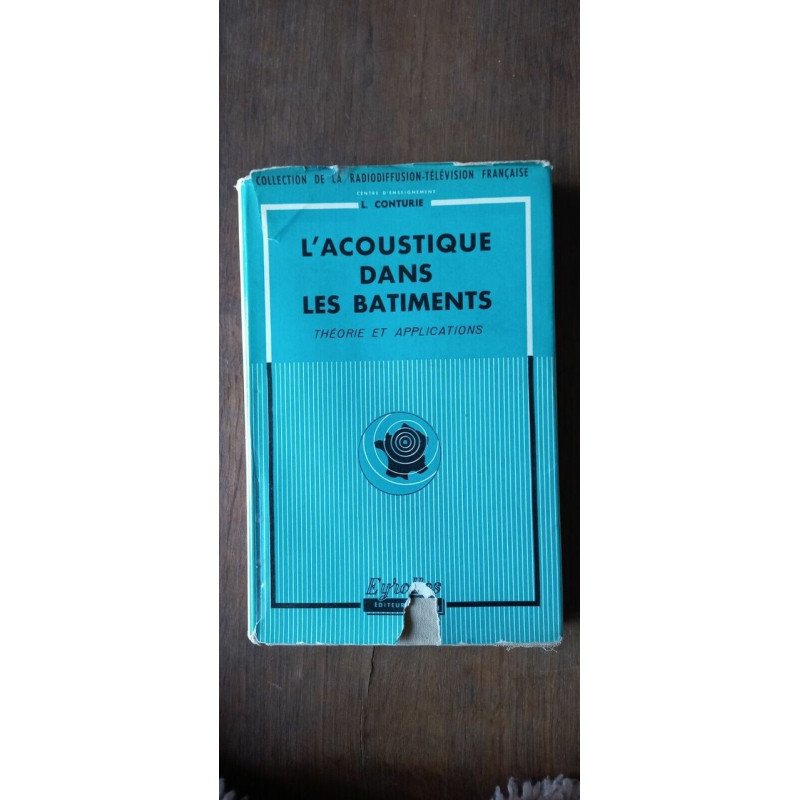 COLLECTION DE LA RADIODIFFUSION-TÉLÉVISION FRANÇAISE
CENTRE D'ENSEIGNEMENT
L. CONTURIE
L'ACOUSTIQUE
DANS
LES BATIMENTS
THÉORIE ET APPLICATIONS